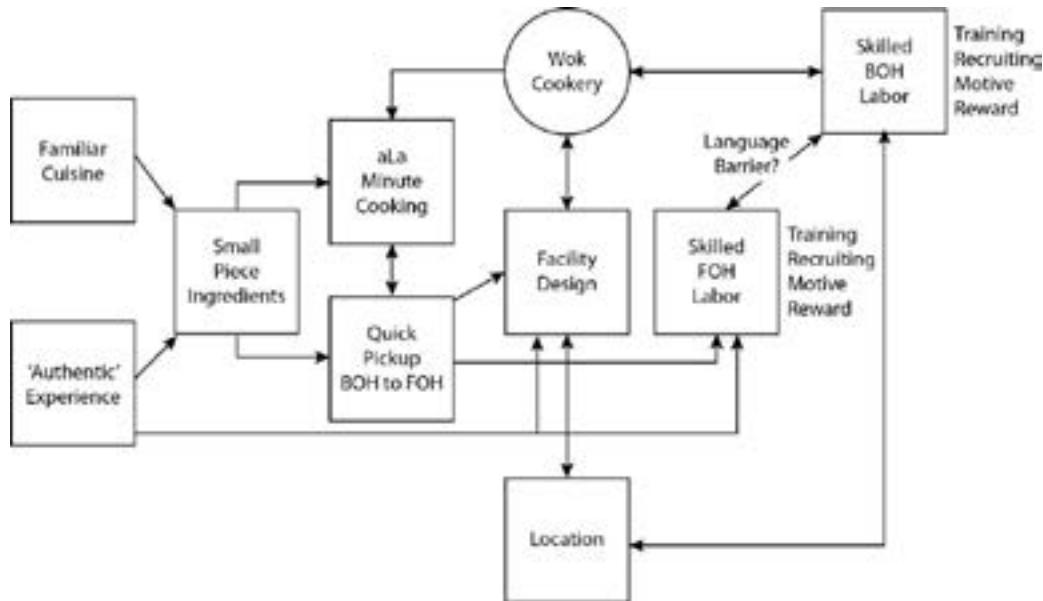 Wok
Cookery
Skilled
BOH
Labor
Training
Recruiting
Motive
Reward
Familiar
Cuisine
aLa
Minute
Cooking
Language
Barrier?
Small
Piece
Ingredients
Facility
Design
Skilled
FOH
Labor
Training
Recruiting
Motive
Reward
'Authentic'
Experience
Quick
Pickup
BOH to FOH
Location